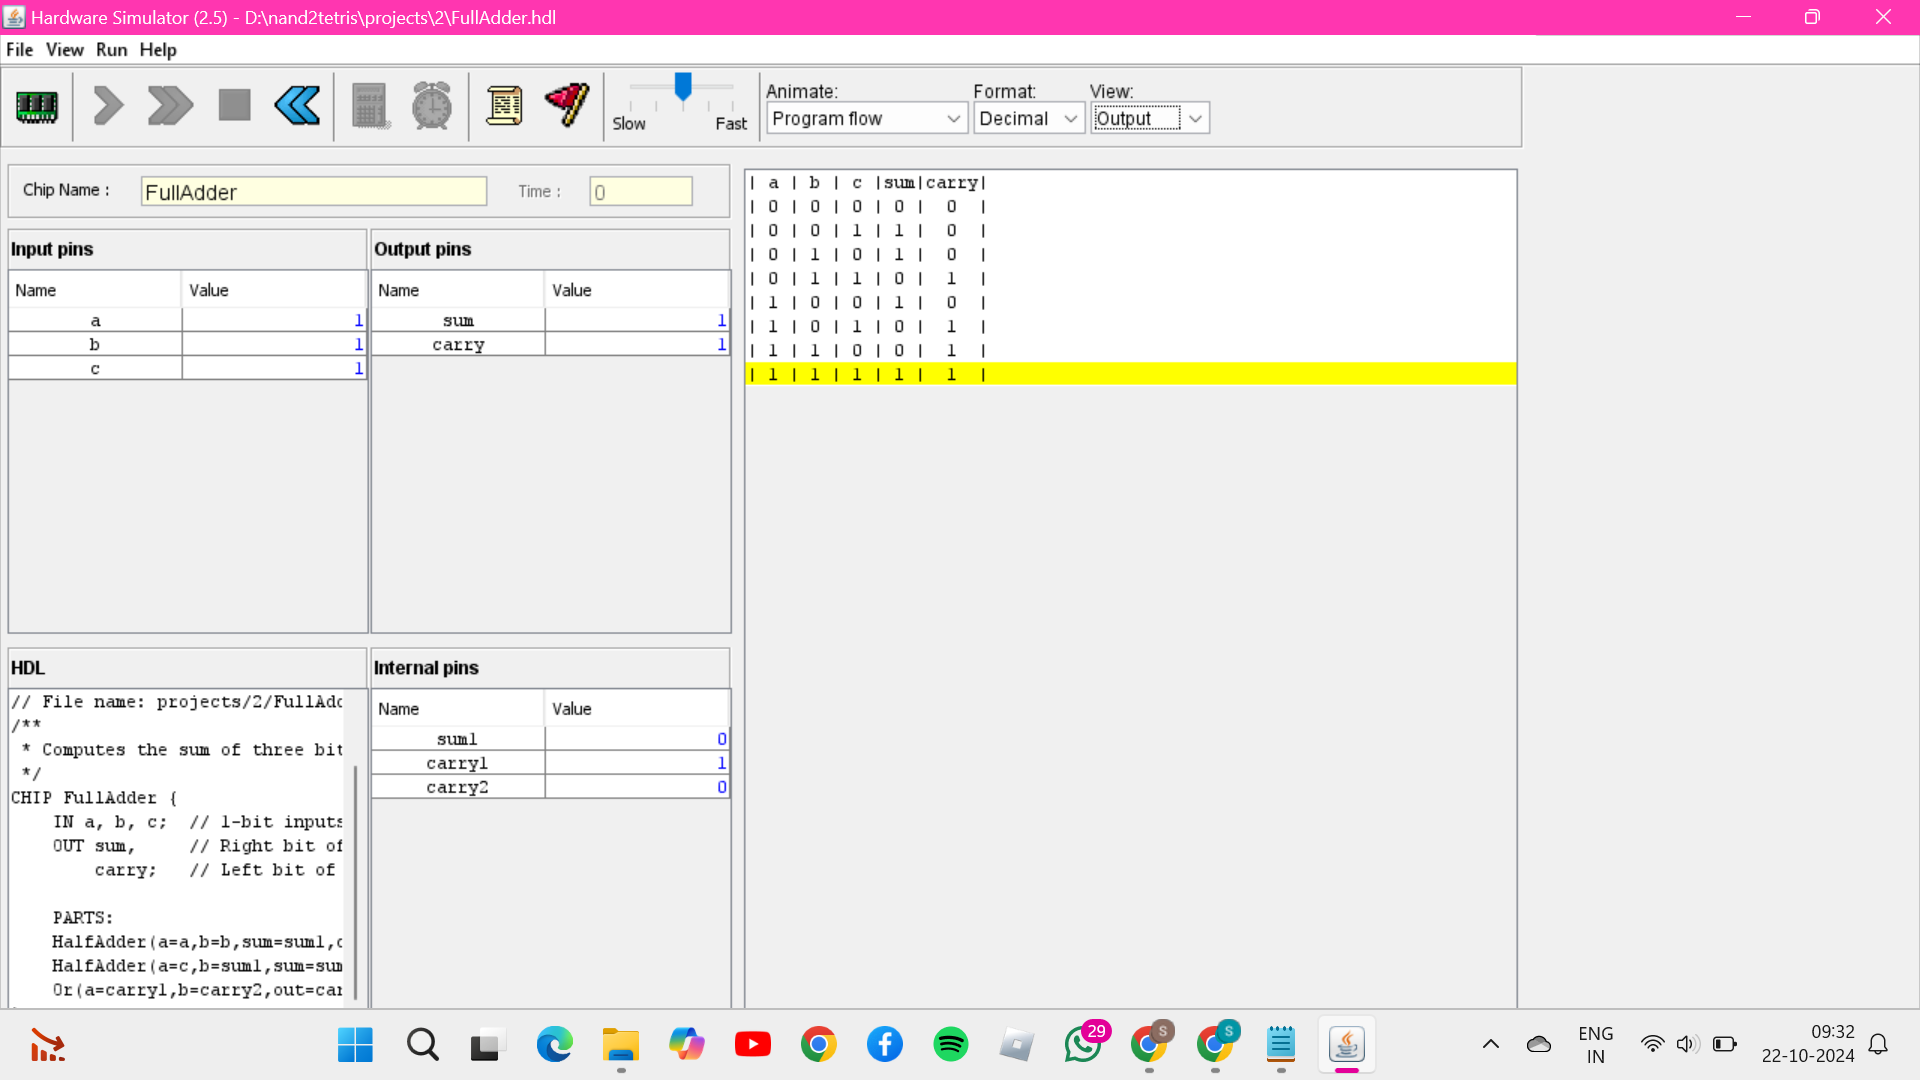 Hardware Simulator (2.5) - D:\nand2tetris\projects\2\FullAdder.hdl
File View Run Help
Animate: Format: View:
Slow Fast Program flow Decimal Output
Chip Name : FullAdder Time : 0
Input pins
Name Value
a 1
b 1
c 1
Output pins
Name Value
sum 1
carry 1
| a | b | c |sum|carry|
| 0 | 0 | 0 | 0 | 0 |
| 0 | 0 | 1 | 1 | 0 |
| 0 | 1 | 0 | 1 | 0 |
| 0 | 1 | 1 | 0 | 1 |
| 1 | 0 | 0 | 1 | 0 |
| 1 | 0 | 1 | 0 | 1 |
| 1 | 1 | 0 | 0 | 1 |
| 1 | 1 | 1 | 1 | 1 |
HDL
// File name: projects/2/FullAdd
/**
* Computes the sum of three bit
*/
CHIP FullAdder {
IN a, b, c; // 1-bit inputs
OUT sum, // Right bit of
carry; // Left bit of
PARTS:
HalfAdder(a=a,b=b,sum=sum1,c
HalfAdder(a=c,b=sum1,sum=sum
Or(a=carry1,b=carry2,out=car
Internal pins
Name Value
sum1 0
carry1 1
carry2 0
29
S
S
ENG
IN
09:32
22-10-2024